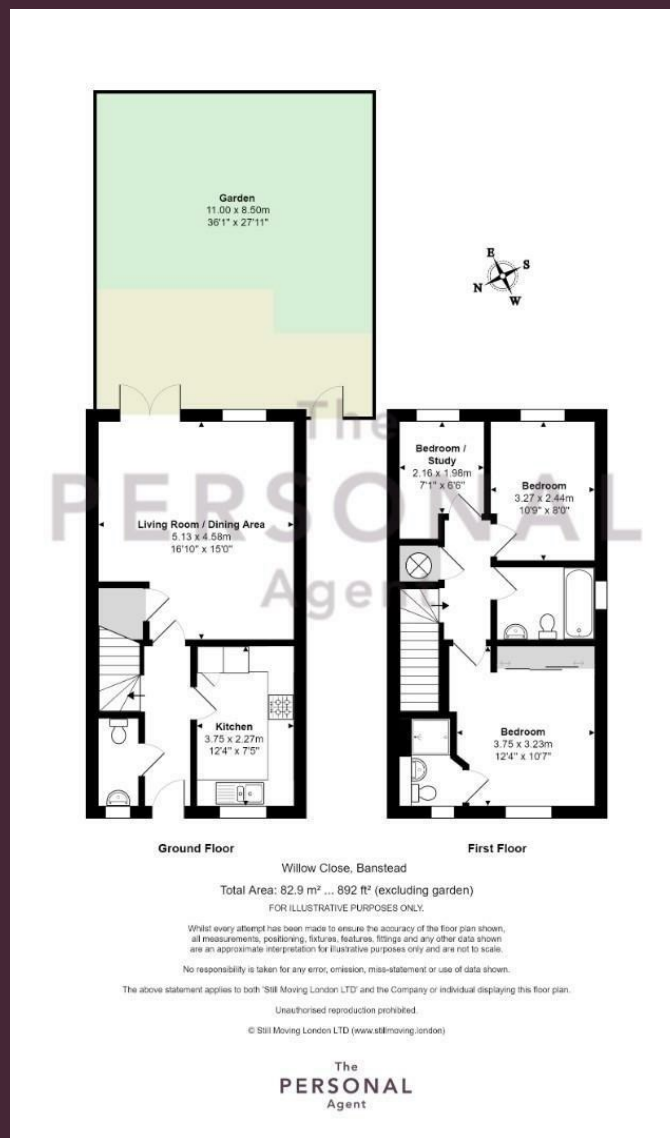 Garden
11.00 x 8.50m
36'1" x 27'11"
E
S
N
W
The
PERSONAL
Agent
Bedroom /
Study
2.16 x 1.98m
7'1" x 6'6"
Bedroom
3.27 x 2.44m
10'9" x 8'0"
Living Room / Dining Area
5.13 x 4.58m
16'10" x 15'0"
Kitchen
3.75 x 2.27m
12'4" x 7'5"
Bedroom
3.75 x 3.23m
12'4" x 10'7"
Ground Floor
First Floor
Willow Close, Banstead
Total Area: 82.9 m² ... 892 ft² (excluding garden)
FOR ILLUSTRATIVE PURPOSES ONLY.
Whilst every attempt has been made to ensure the accuracy of the floor plan shown,
all measurements, positioning, fixtures, features, fittings and any other data shown
are an approximate interpretation for illustrative purposes only and are not to scale.
No responsibility is taken for any error, omission, miss-statement or use of data shown.
The above statement applies to both 'Still Moving London LTD' and the Company or individual displaying this floor plan.
Unauthorised reproduction prohibited.
© Still Moving London LTD (www.stillmoving.london)
The
PERSONAL
Agent